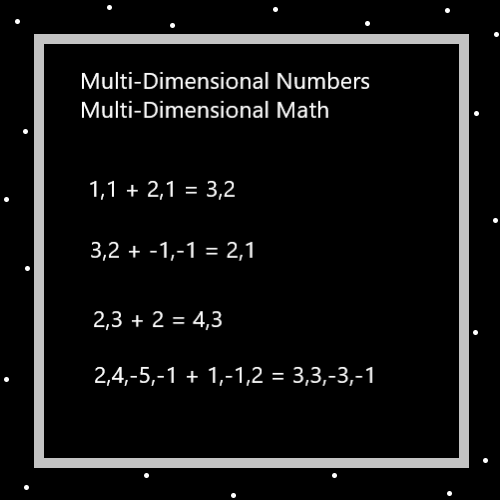 Multi-Dimensional Numbers
Multi-Dimensional Math
1,1 + 2,1 = 3,2
3,2 + -1,-1 = 2,1
2,3 + 2 = 4,3
2,4,-5,-1 + 1,-1,2 = 3,3,-3,-1